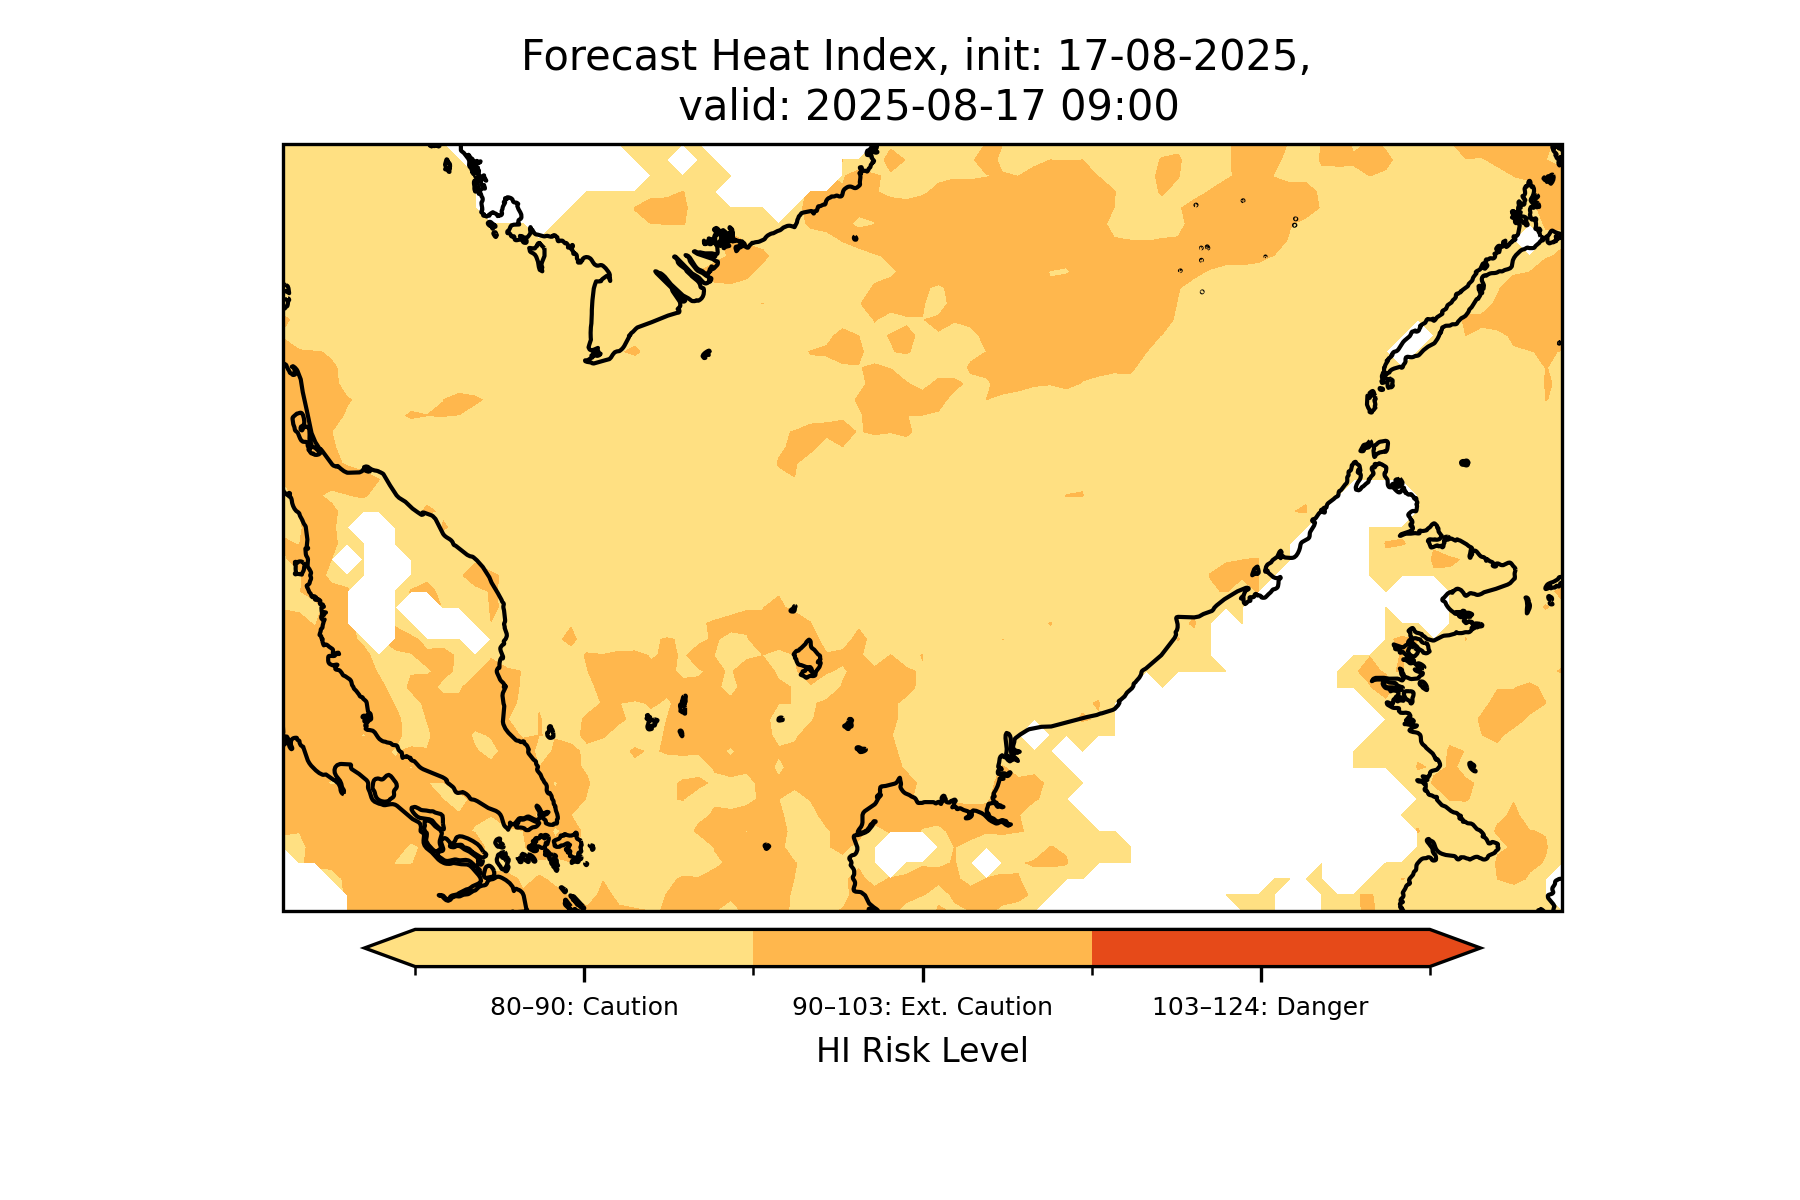 Forecast Heat Index, init: 17-08-2025,
valid: 2025-08-17 09:00
80–90: Caution
90–103: Ext. Caution
103–124: Danger
HI Risk Level